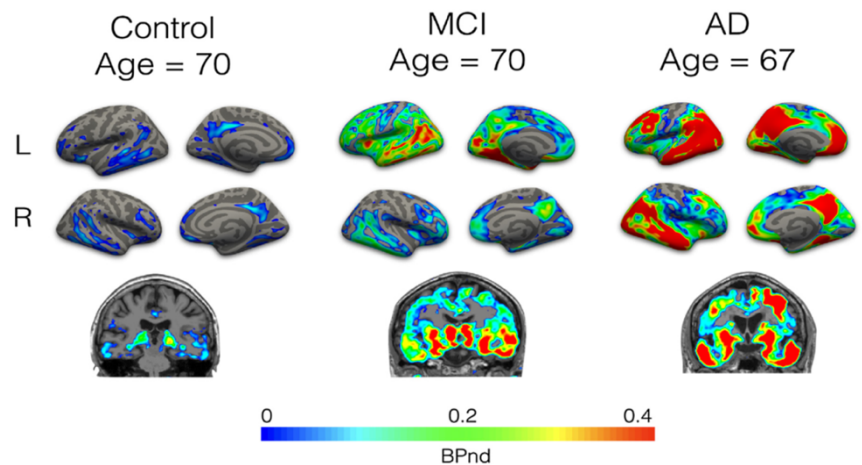 Control
Age = 70
MCI
Age = 70
AD
Age = 67
L
R
0
0.2
0.4
BPnd